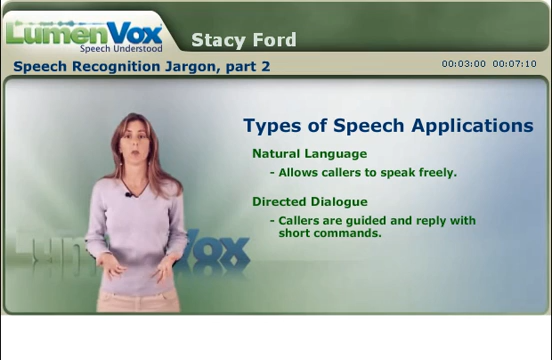 LumenVox
Speech Understood
Stacy Ford
Speech Recognition Jargon, part 2
00:03:00 00:07:10
Types of Speech Applications
Natural Language
- Allows callers to speak freely.
Directed Dialogue
- Callers are guided and reply with
short commands.
LumenVox